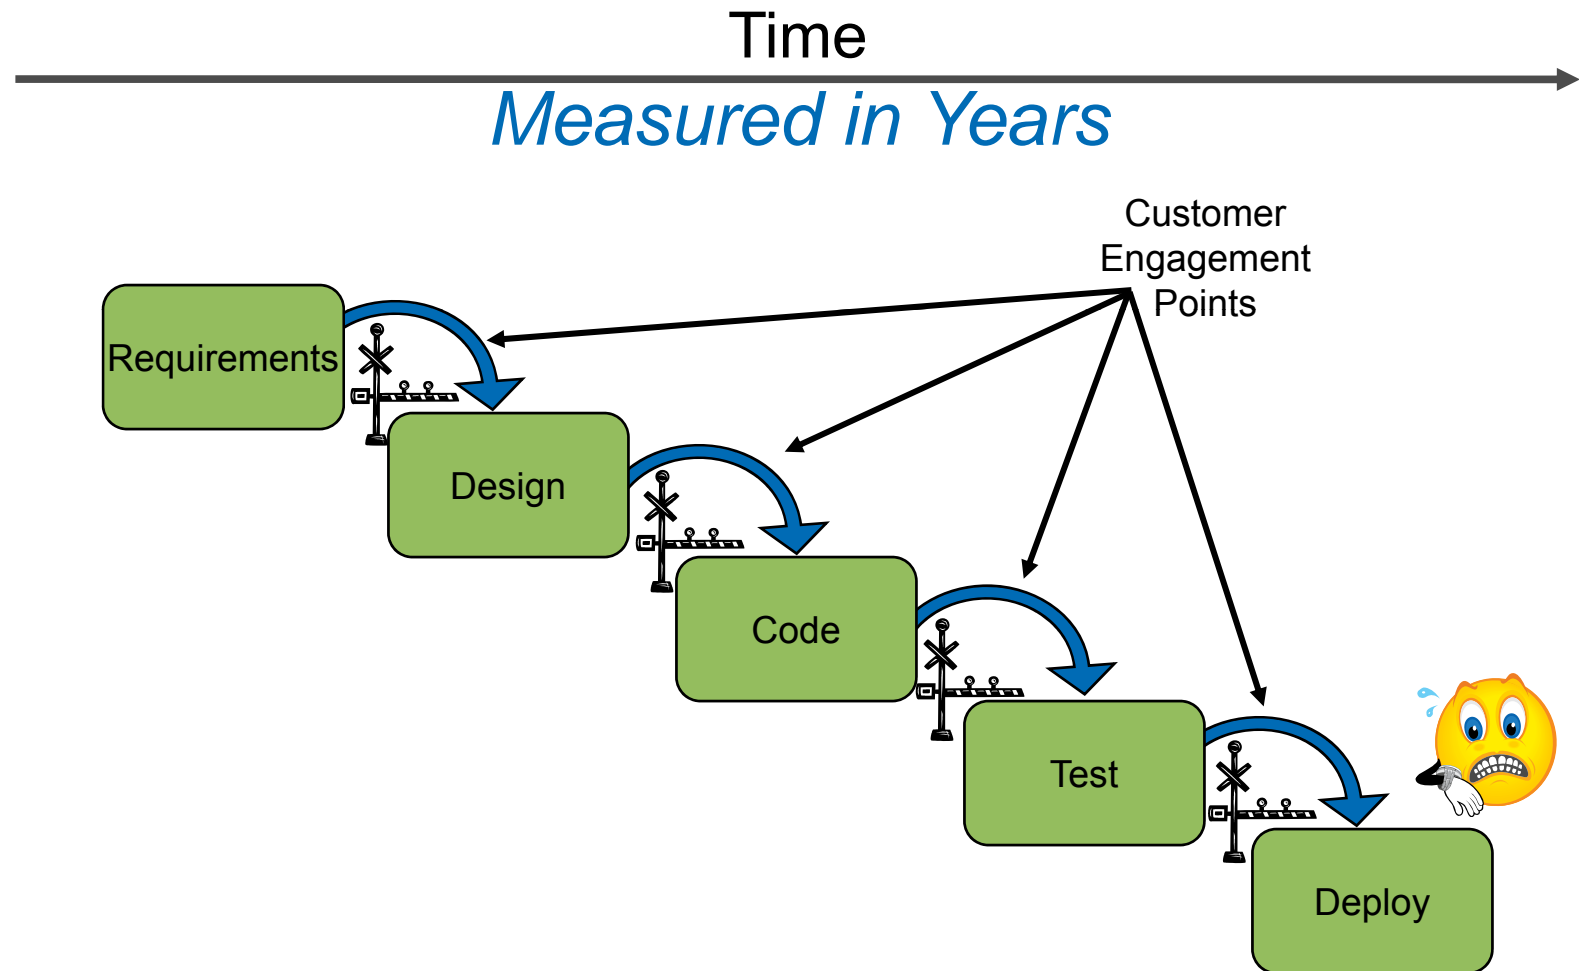 Time
Measured in Years
Customer
Engagement
Points
Requirements
Design
Code
Test
Deploy